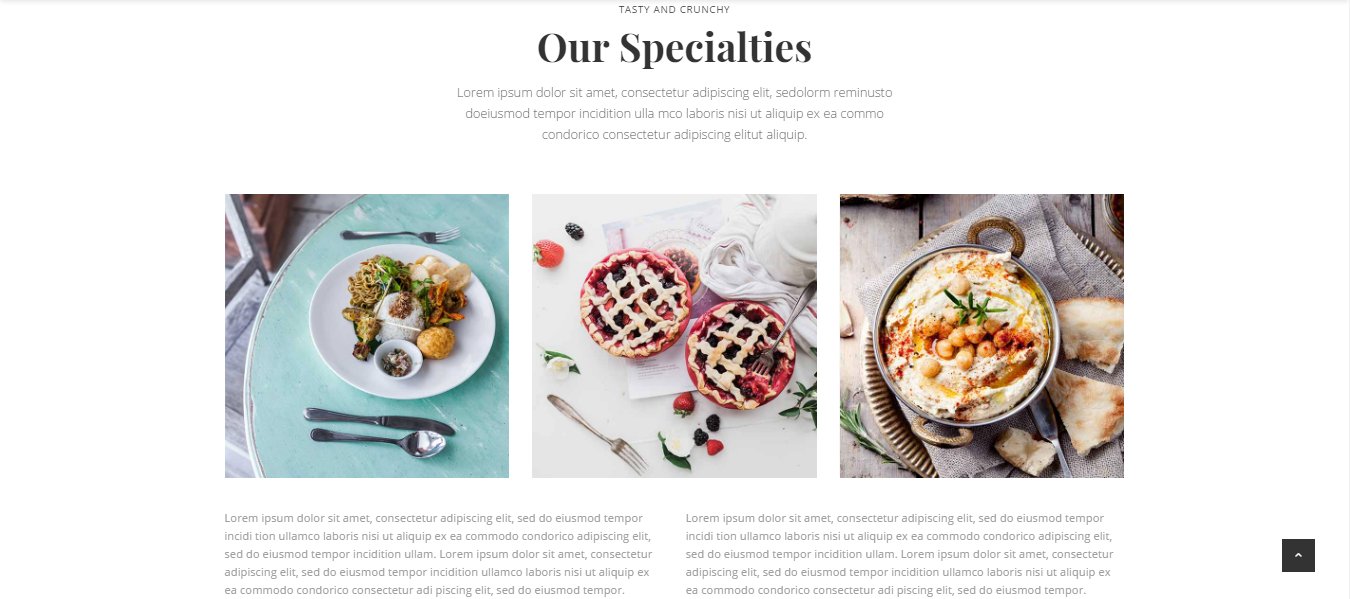 TASTY AND CRUNCHY
Our Specialties
Lorem ipsum dolor sit amet, consectetur adipiscing elit, sedolorm reminusto
doeiusmod tempor incidition ulla mco laboris nisi ut aliquip ex ea commo
condorico consectetur adipiscing elitut aliquip.
Lorem ipsum dolor sit amet, consectetur adipiscing elit, sed do eiusmod tempor
incidi tion ullamco laboris nisi ut aliquip ex ea commodo condorico adipiscing elit,
sed do eiusmod tempor incidition ullam. Lorem ipsum dolor sit amet, consectetur
adipiscing elit, sed do eiusmod tempor incidition ullamco laboris nisi ut aliquip ex
ea commodo condorico consectetur adi piscing elit, sed do eiusmod tempor.
Lorem ipsum dolor sit amet, consectetur adipiscing elit, sed do eiusmod tempor
incidi tion ullamco laboris nisi ut aliquip ex ea commodo condorico adipiscing elit,
sed do eiusmod tempor incidition ullam. Lorem ipsum dolor sit amet, consectetur
adipiscing elit, sed do eiusmod tempor incidition ullamco laboris nisi ut aliquip ex
ea commodo condorico consectetur adi piscing elit, sed do eiusmod tempor.